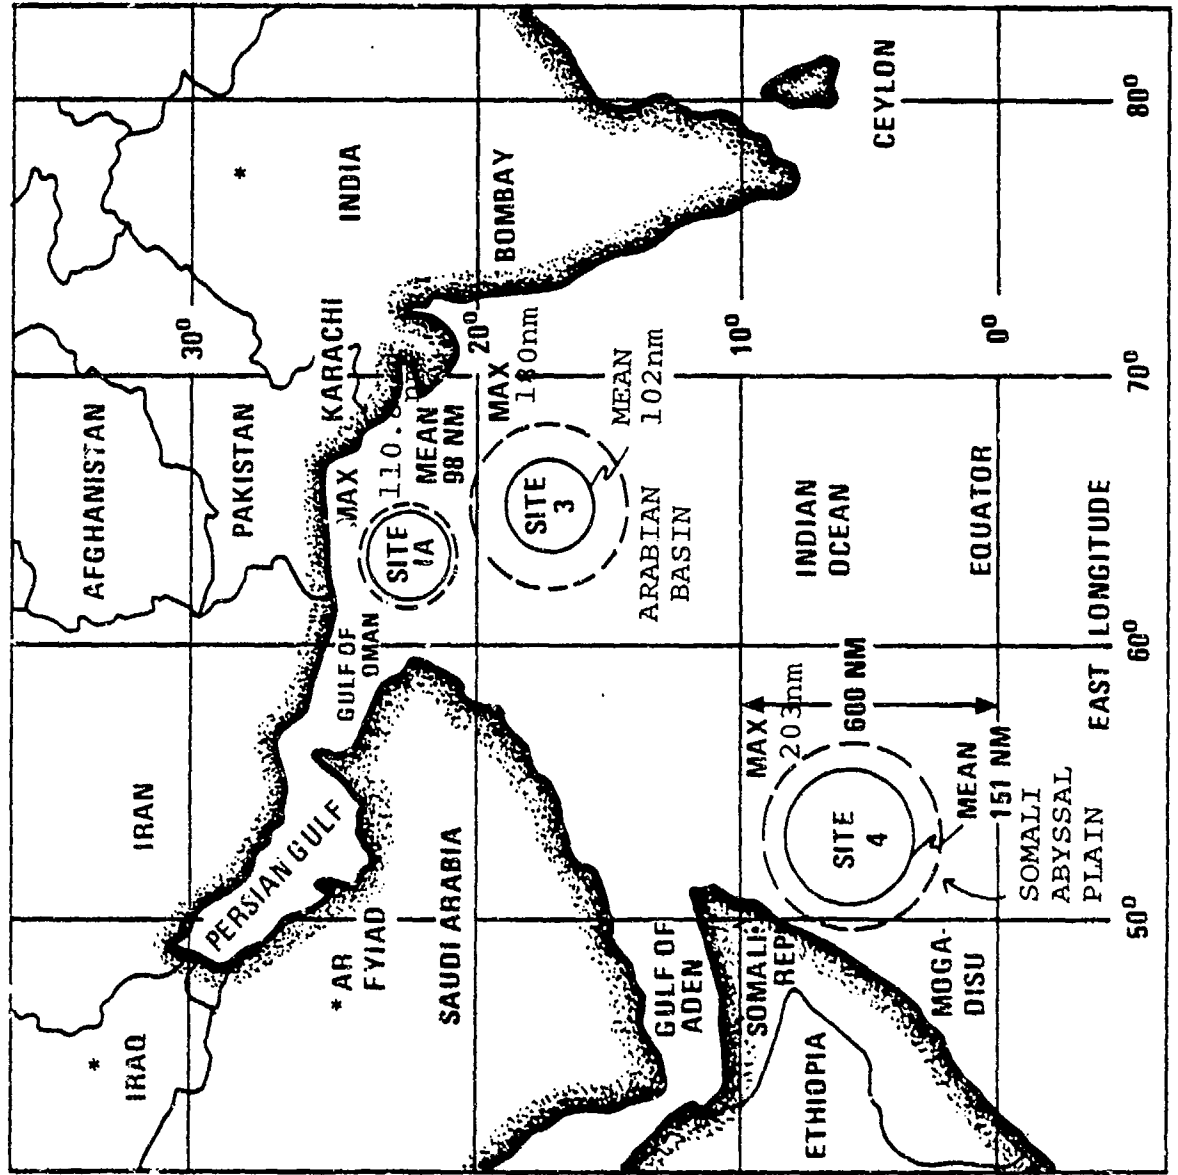 AFGHANISTAN
PAKISTAN
IRAN
IRAQ
*
*
PERSIAN GULF
* AR
FYIAD
SAUDI ARABIA
GULF OF
OMAN
KARACHI
INDIA
*
BOMBAY
CEYLON
30°
20°
10°
0°
MAX
MEAN
98 NM
SITE
1A
MAX
SITE
3
MEAN
102nm
ARABIAN
BASIN
INDIAN
OCEAN
EQUATOR
GULF OF
ADEN
SOMALI
REP
ETHIOPIA
MOGA-
DISU
MAX
203nm
600 NM
SITE
4
MEAN
151 NM
SOMALI
ABYSSAL
PLAIN
50°
60°
70°
80°
EAST LONGITUDE